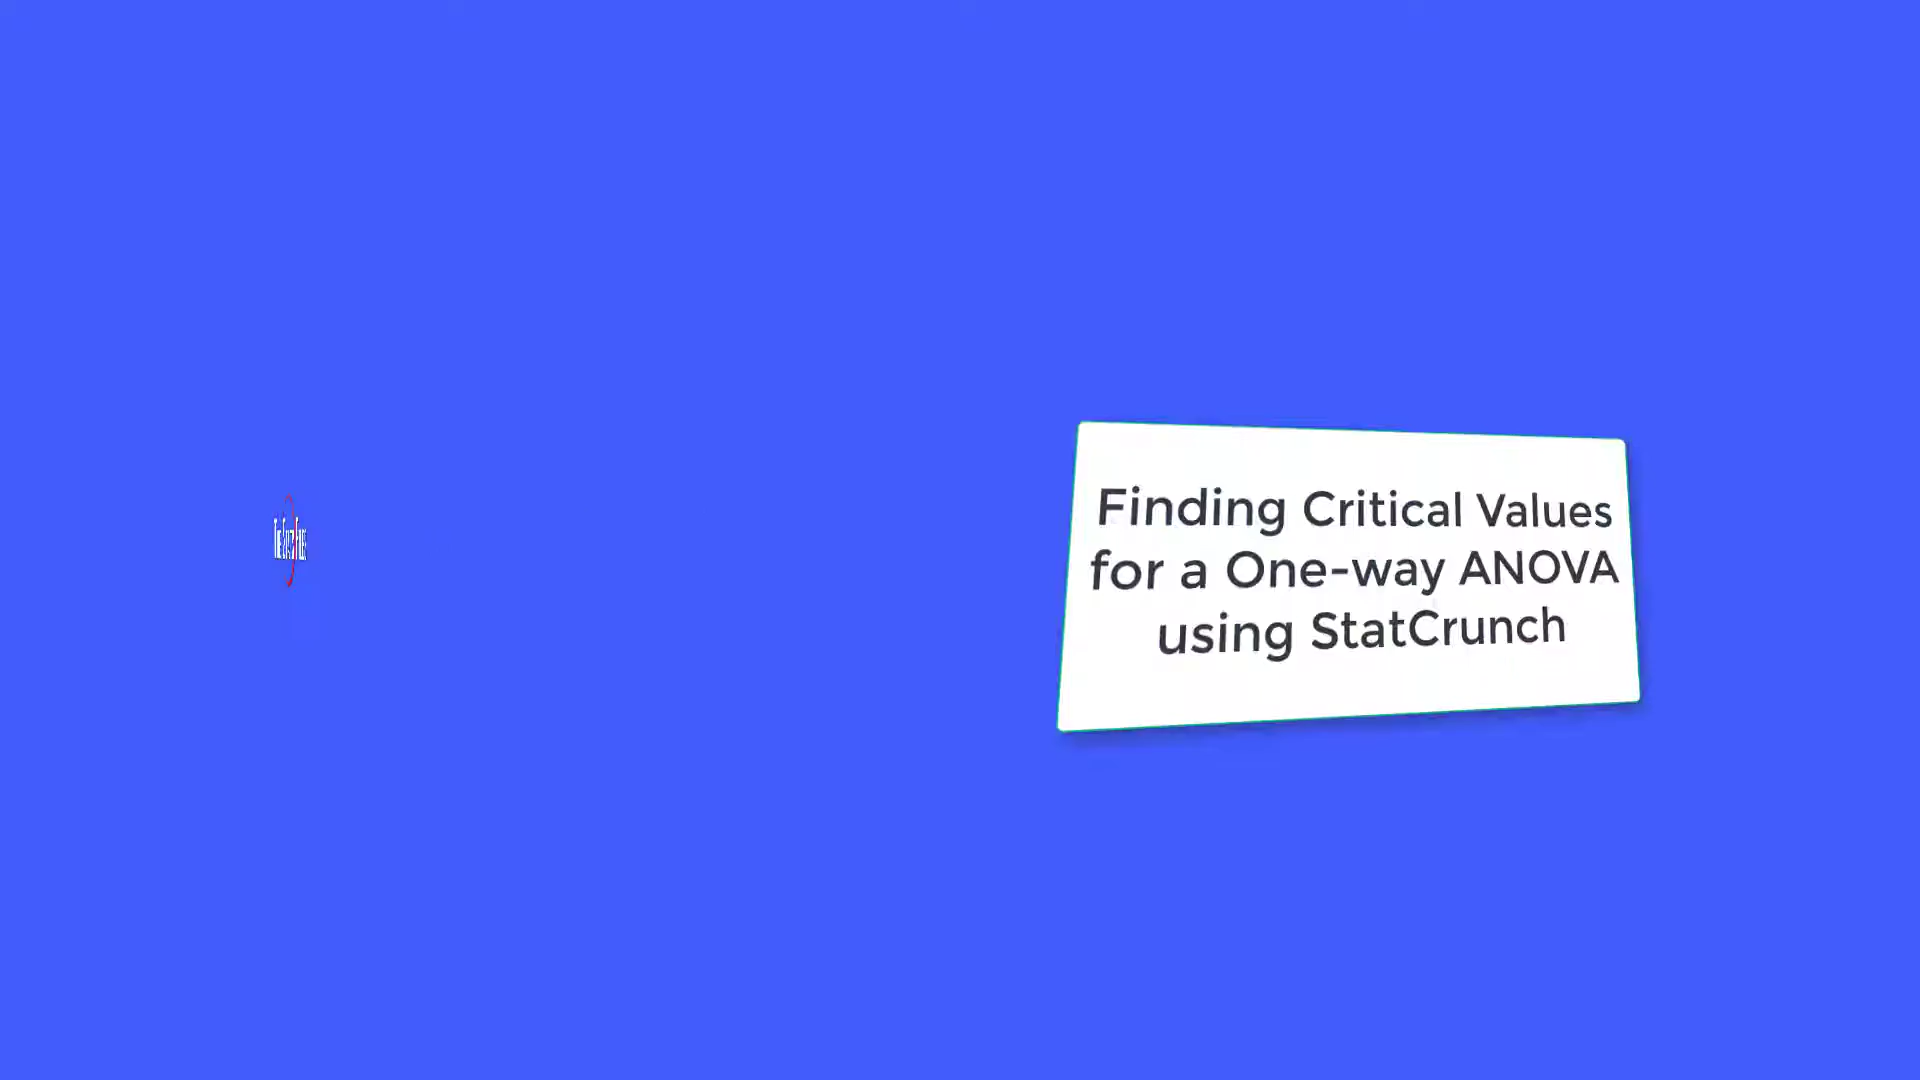 Finding Critical Values
for a One-way ANOVA
using StatCrunch